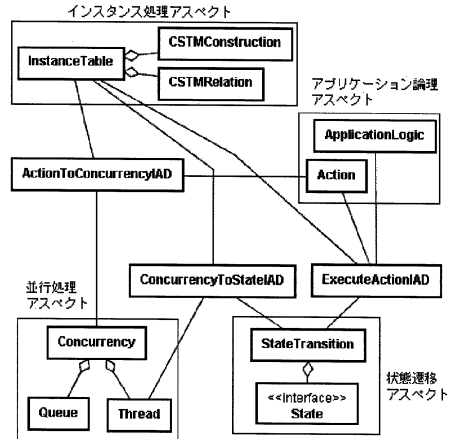 インスタンス処理アスペクト
CSTMConstruction
InstanceTable
CSTMRelation
アプリケーション論理
アスペクト
ApplicationLogic
ActionToConcurrencyIAD
Action
並行処理
アスペクト
ConcurrencyToStateIAD
ExecuteActionIAD
Concurrency
StateTransition
状態遷移
アスペクト
Queue
Thread
<<interface>>
State